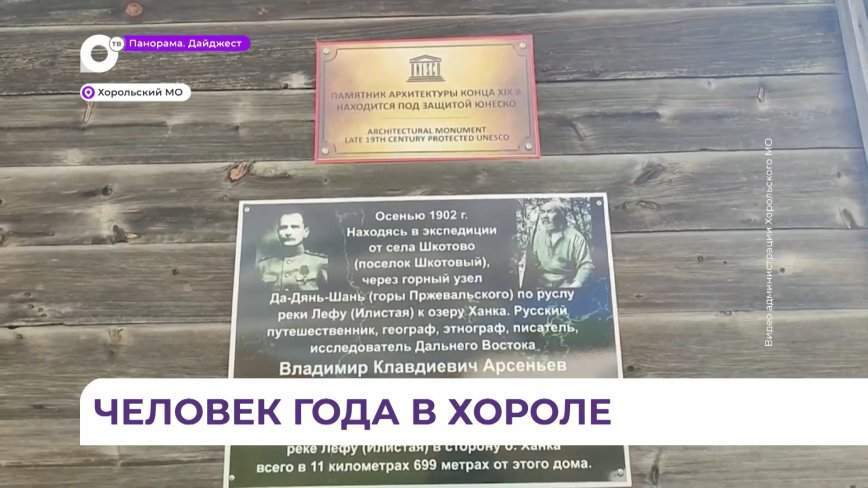 ТВ
Панорама. Дайджест
Хорольский МО
ПАМЯТНИК АРХИТЕКТУРЫ КОНЦА XIX В
НАХОДИТСЯ ПОД ЗАЩИТОЙ ЮНЕСКО
ARCHITECTURAL MONUMENT
LATE 19TH CENTURY PROTECTED UNESCO
Осенью 1902 г.
Находясь в экспедиции
от села Шкотово
(поселок Шкотовый),
через горный узел
Да-Дянь-Шань (горы Пржевальского) по руслу
реки Лефу (Илистая) к озеру Ханка. Русский
путешественник, географ, этнограф, писатель,
исследователь Дальнего Востока
Владимир Клавдиевич Арсеньев
ЧЕЛОВЕК ГОДА В ХОРОЛЕ
реке Лефу (Илистая) в сторону о. Ханка
всего в 11 километрах 699 метрах от этого дома.
Видео администрации Хорольского МО